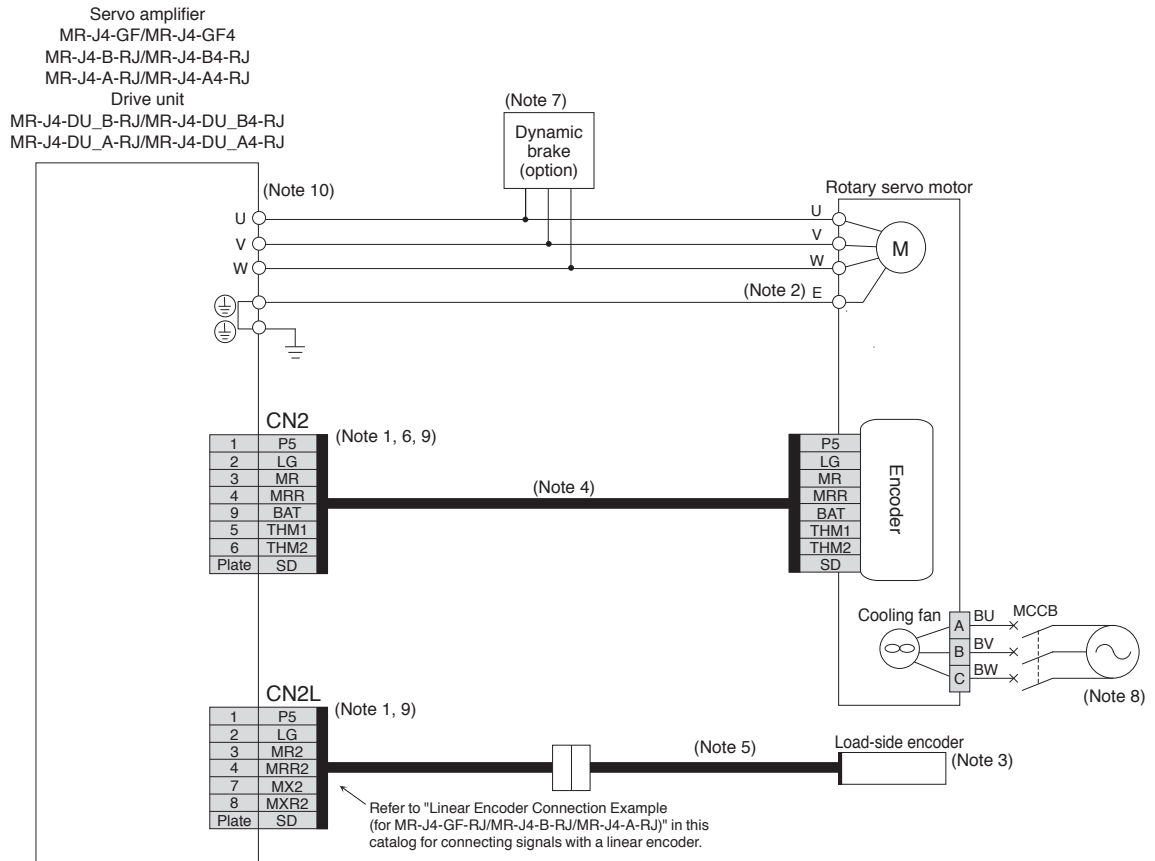 Servo amplifier
MR-J4-GF/MR-J4-GF4
MR-J4-B-RJ/MR-J4-B4-RJ
MR-J4-A-RJ/MR-J4-A4-RJ
Drive unit
MR-J4-DU_B-RJ/MR-J4-DU_B4-RJ
MR-J4-DU_A-RJ/MR-J4-DU_A4-RJ
(Note 7)
Dynamic
brake
(option)
(Note 10)
Rotary servo motor
U
V
W
U
V
W
M
(Note 2) E
CN2
(Note 1, 6, 9)
1 P5
2 LG
3 MR
4 MRR
9 BAT
5 THM1
6 THM2
Plate SD
(Note 4)
P5
LG
MR
MRR
BAT
THM1
THM2
SD
Encoder
Cooling fan
A BU
B BV
C BW
MCCB
(Note 8)
CN2L
(Note 1, 9)
1 P5
2 LG
3 MR2
4 MRR2
7 MX2
8 MXR2
Plate SD
(Note 5)
Load-side encoder
(Note 3)
Refer to "Linear Encoder Connection Example
(for MR-J4-GF-RJ/MR-J4-B-RJ/MR-J4-A-RJ)" in this
catalog for connecting signals with a linear encoder.